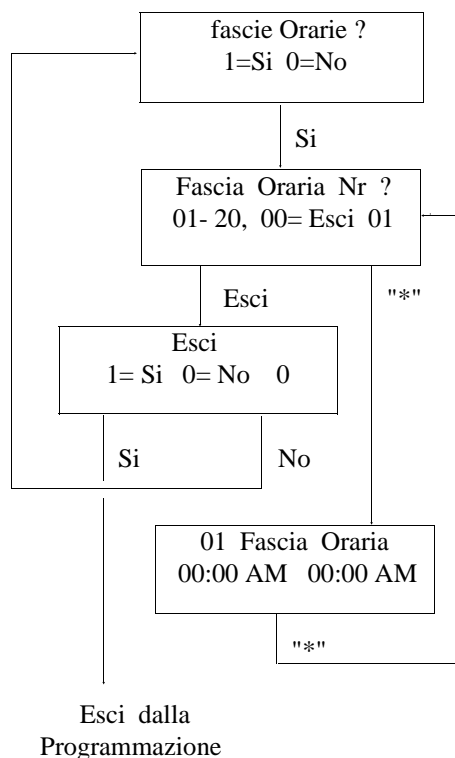 fascie Orarie ?
1=Si 0=No
Si
Fascia Oraria Nr ?
01- 20, 00= Esci 01
Esci
"*"
Esci
1= Si 0= No 0
Si
No
01 Fascia Oraria
00:00 AM 00:00 AM
"*"
Esci dalla
Programmazione